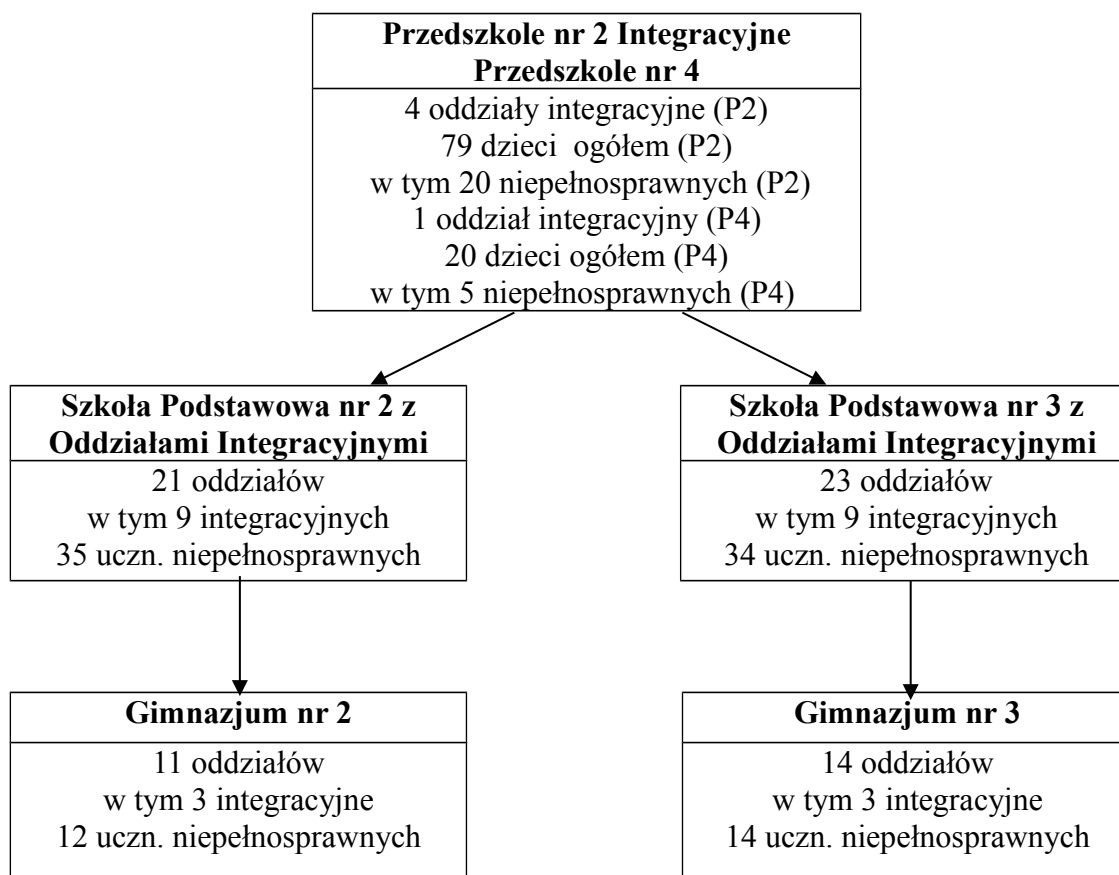 Przedszkole nr 2 Integracyjne
Przedszkole nr 4
4 oddziały integracyjne (P2)
79 dzieci ogółem (P2)
w tym 20 niepełnosprawnych (P2)
1 oddział integracyjny (P4)
20 dzieci ogółem (P4)
w tym 5 niepełnosprawnych (P4)
Szkoła Podstawowa nr 2 z
Oddziałami Integracyjnymi
21 oddziałów
w tym 9 integracyjnych
35 uczn. niepełnosprawnych
Szkoła Podstawowa nr 3 z
Oddziałami Integracyjnymi
23 oddziałów
w tym 9 integracyjnych
34 uczn. niepełnosprawnych
Gimnazjum nr 2
11 oddziałów
w tym 3 integracyjne
12 uczn. niepełnosprawnych
Gimnazjum nr 3
14 oddziałów
w tym 3 integracyjne
14 uczn. niepełnosprawnych